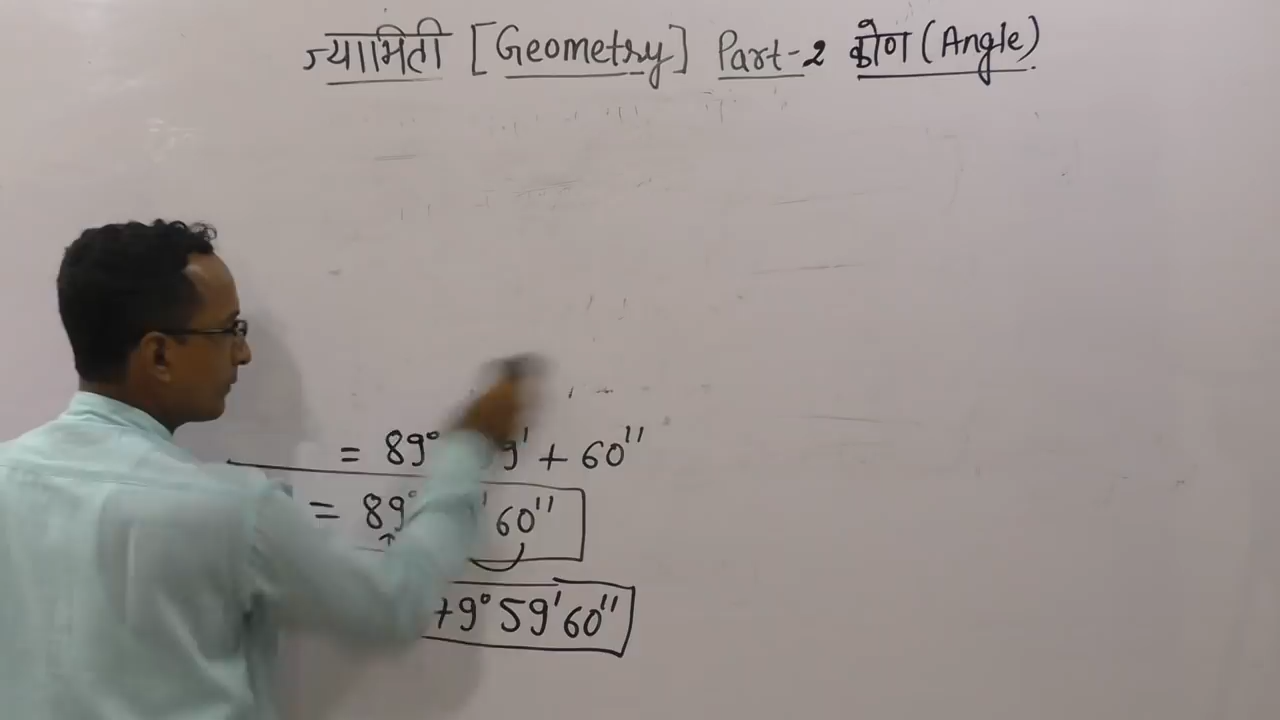 ज्यामिती [Geometry] Part-2 कोण (Angle)
= 89° 9' + 60''
= 89° ' 60''
+9° 59' 60''